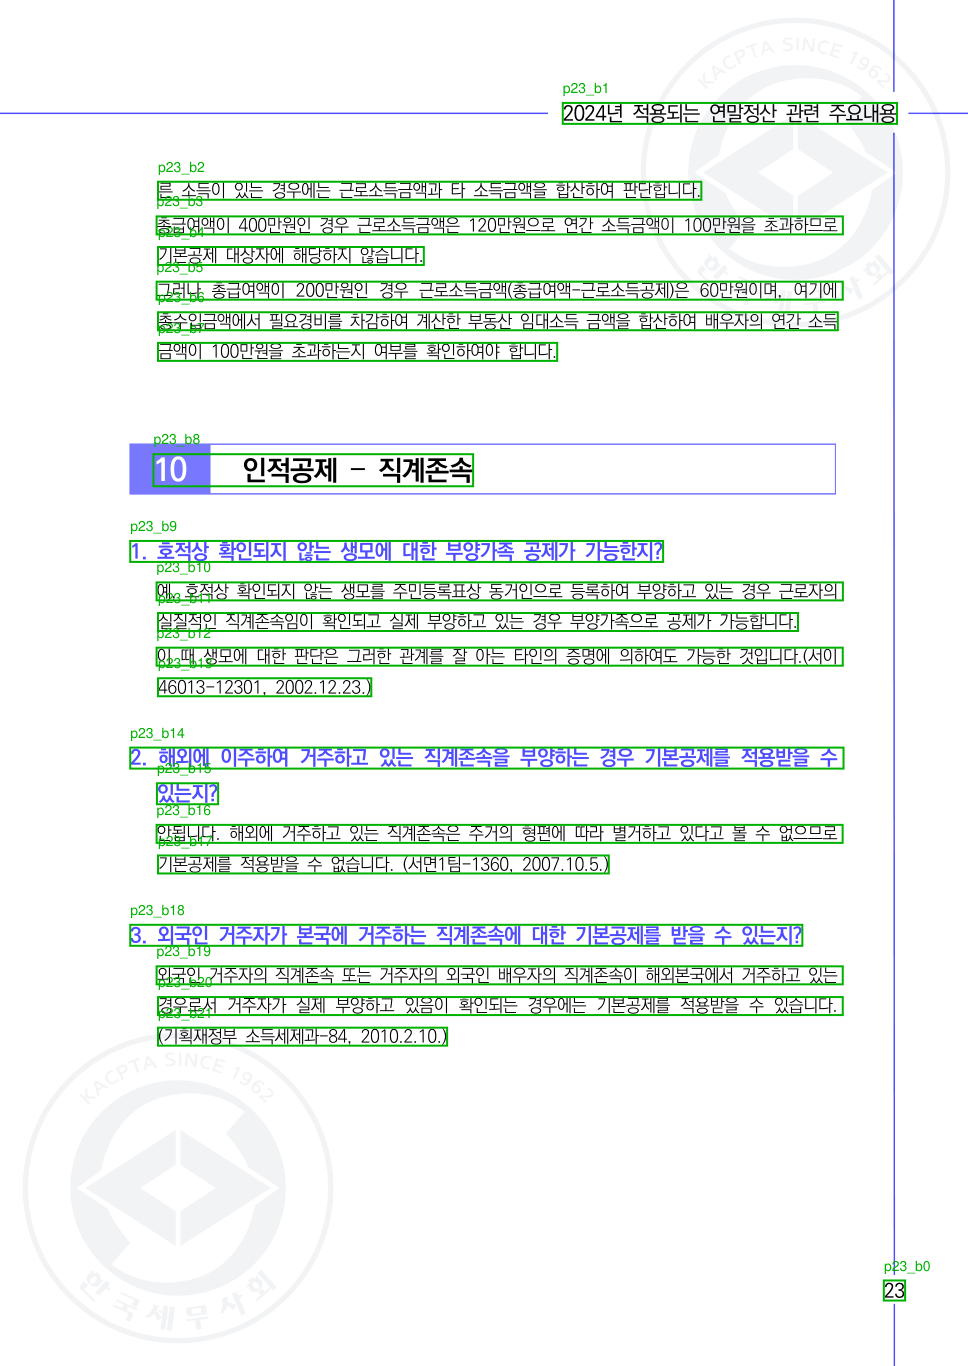 KACPTA SINCE 1962
p23_b1
2024년 적용되는 연말정산 관련 주요내용
p23_b2
른 소득이 있는 경우에는 근로소득금액과 타 소득금액을 합산하여 판단합니다.
p23_b3
총급여액이 400만원인 경우 근로소득금액은 120만원으로 연간 소득금액이 100만원을 초과하므로
p23_b4
기본공제 대상자에 해당하지 않습니다.
p23_b5
그러나 총급여액이 200만원인 경우 근로소득금액(총급여액-근로소득공제)은 60만원이며, 여기에
p23_b6
총수입금액에서 필요경비를 차감하여 계산한 부동산 임대소득 금액을 합산하여 배우자의 연간 소득
p23_b7
금액이 100만원을 초과하는지 여부를 확인하여야 합니다.
p23_b8
10 인적공제 - 직계존속
p23_b9
1. 호적상 확인되지 않는 생모에 대한 부양가족 공제가 가능한지?
p23_b10
예. 호적상 확인되지 않는 생모를 주민등록표상 동거인으로 등록하여 부양하고 있는 경우 근로자의
p23_b11
실질적인 직계존속임이 확인되고 실제 부양하고 있는 경우 부양가족으로 공제가 가능합니다.
p23_b12
이 때 생모에 대한 판단은 그러한 관계를 잘 아는 타인의 증명에 의하여도 가능한 것입니다.(서이
p23_b13
46013-12301, 2002.12.23.)
p23_b14
2. 해외에 이주하여 거주하고 있는 직계존속을 부양하는 경우 기본공제를 적용받을 수
p23_b15
있는지?
p23_b16
안됩니다. 해외에 거주하고 있는 직계존속은 주거의 형편에 따라 별거하고 있다고 볼 수 없으므로
p23_b17
기본공제를 적용받을 수 없습니다. (서면1팀-1360, 2007.10.5.)
p23_b18
3. 외국인 거주자가 본국에 거주하는 직계존속에 대한 기본공제를 받을 수 있는지?
p23_b19
외국인 거주자의 직계존속 또는 거주자의 외국인 배우자의 직계존속이 해외본국에서 거주하고 있는
p23_b20
경우로서 거주자가 실제 부양하고 있음이 확인되는 경우에는 기본공제를 적용받을 수 있습니다.
p23_b21
(기획재정부 소득세제과-84, 2010.2.10.)
KACPTA SINCE 1962
한국세무사회
p23_b0
23